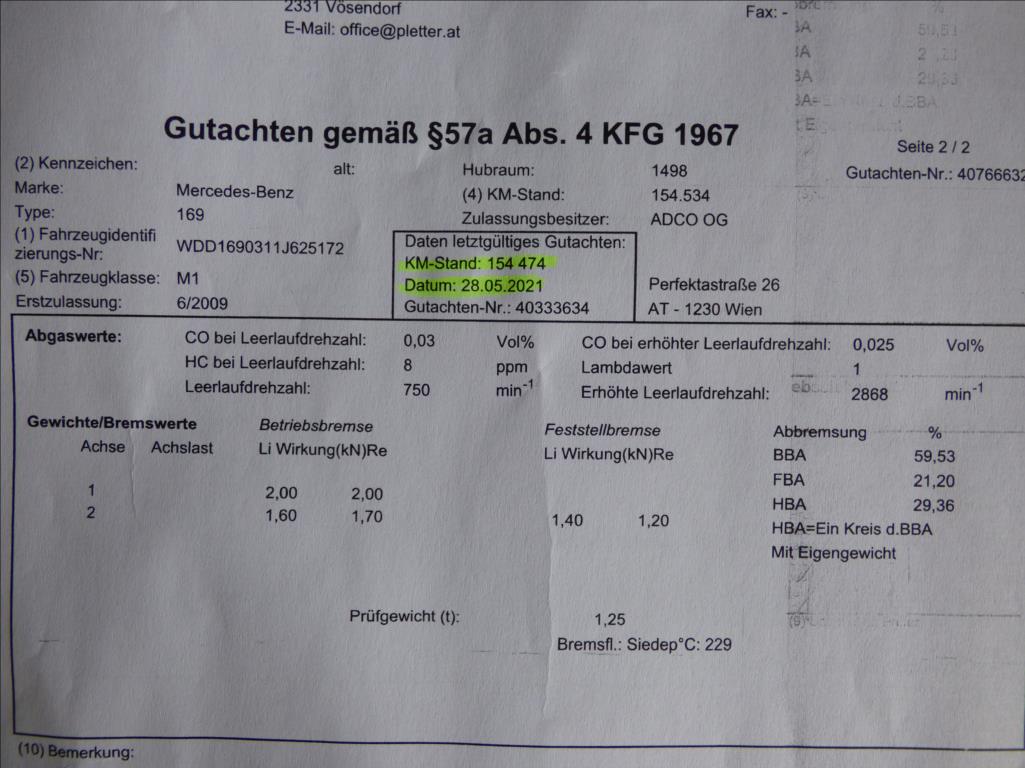 2331 Vösendorf
E-Mail: office@pletter.at
Fax: -
Gutachten gemäß §57a Abs. 4 KFG 1967
Seite 2 / 2
Gutachten-Nr.: 40766632
(2) Kennzeichen: alt: Hubraum: 1498
Marke: Mercedes-Benz (4) KM-Stand: 154.534
Type: 169 Zulassungsbesitzer: ADCO OG
(1) Fahrzeugidentifi
zierungs-Nr: WDD1690311J625172
Daten letztgültiges Gutachten:
KM-Stand: 154 474
Datum: 28.05.2021
Gutachten-Nr.: 40333634
(5) Fahrzeugklasse: M1
Erstzulassung: 6/2009
Perfektastraße 26
AT - 1230 Wien
Abgaswerte: CO bei Leerlaufdrehzahl: 0,03 Vol% CO bei erhöhter Leerlaufdrehzahl: 0,025 Vol%
HC bei Leerlaufdrehzahl: 8 ppm Lambdawert 1
Leerlaufdrehzahl: 750 min-1 Erhöhte Leerlaufdrehzahl: 2868 min-1
Gewichte/Bremswerte Betriebsbremse Feststellbremse Abbremsung %
Achse Achslast Li Wirkung(kN)Re Li Wirkung(kN)Re BBA 59,53
FBA 21,20
1 2,00 2,00 HBA 29,36
2 1,60 1,70 1,40 1,20 HBA=Ein Kreis d.BBA
Mit Eigengewicht
Prüfgewicht (t): 1,25
Bremsfl.: Siedep°C: 229
(10) Bemerkung: